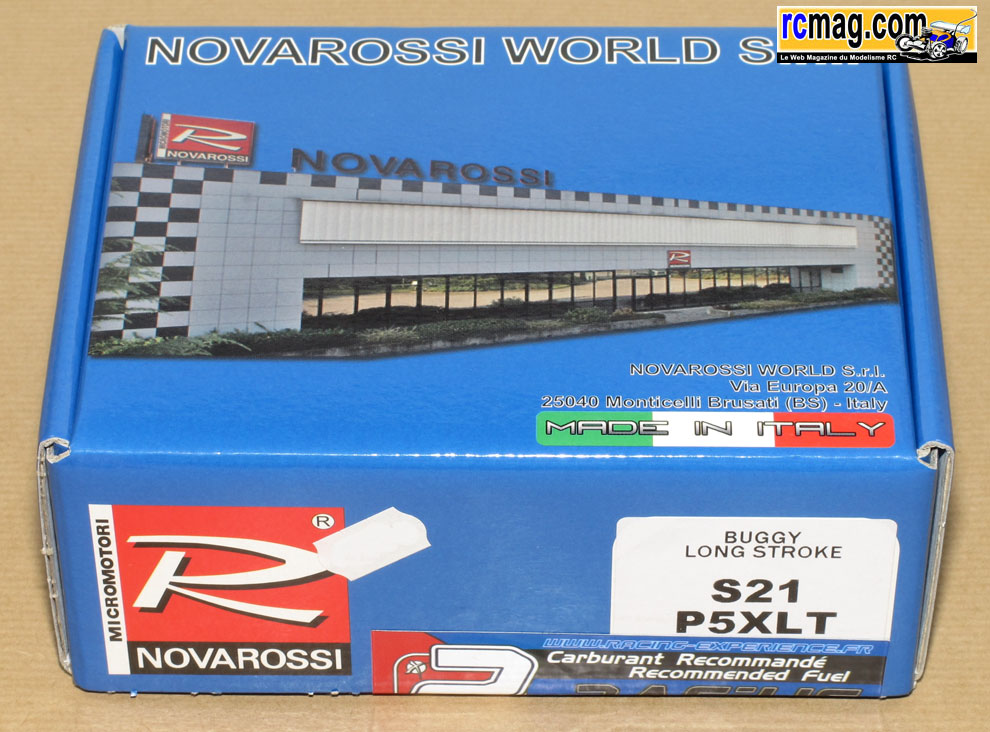 rcmag.com
Le Web Magazine du Modelisme RC
NOVAROSSI WORLD
MICROMOTORI
R
NOVAROSSI
NOVAROSSI
R
NOVAROSSI WORLD S.r.l.
Via Europa 20/A
25040 Monticelli Brusati (BS) - Italy
MADE IN ITALY
MICROMOTORI
R
®
NOVAROSSI
BUGGY
LONG STROKE
S21
P5XLT
WWW.RACING-EXPERIENCE.FR
Carburant Recommandé
Recommended Fuel